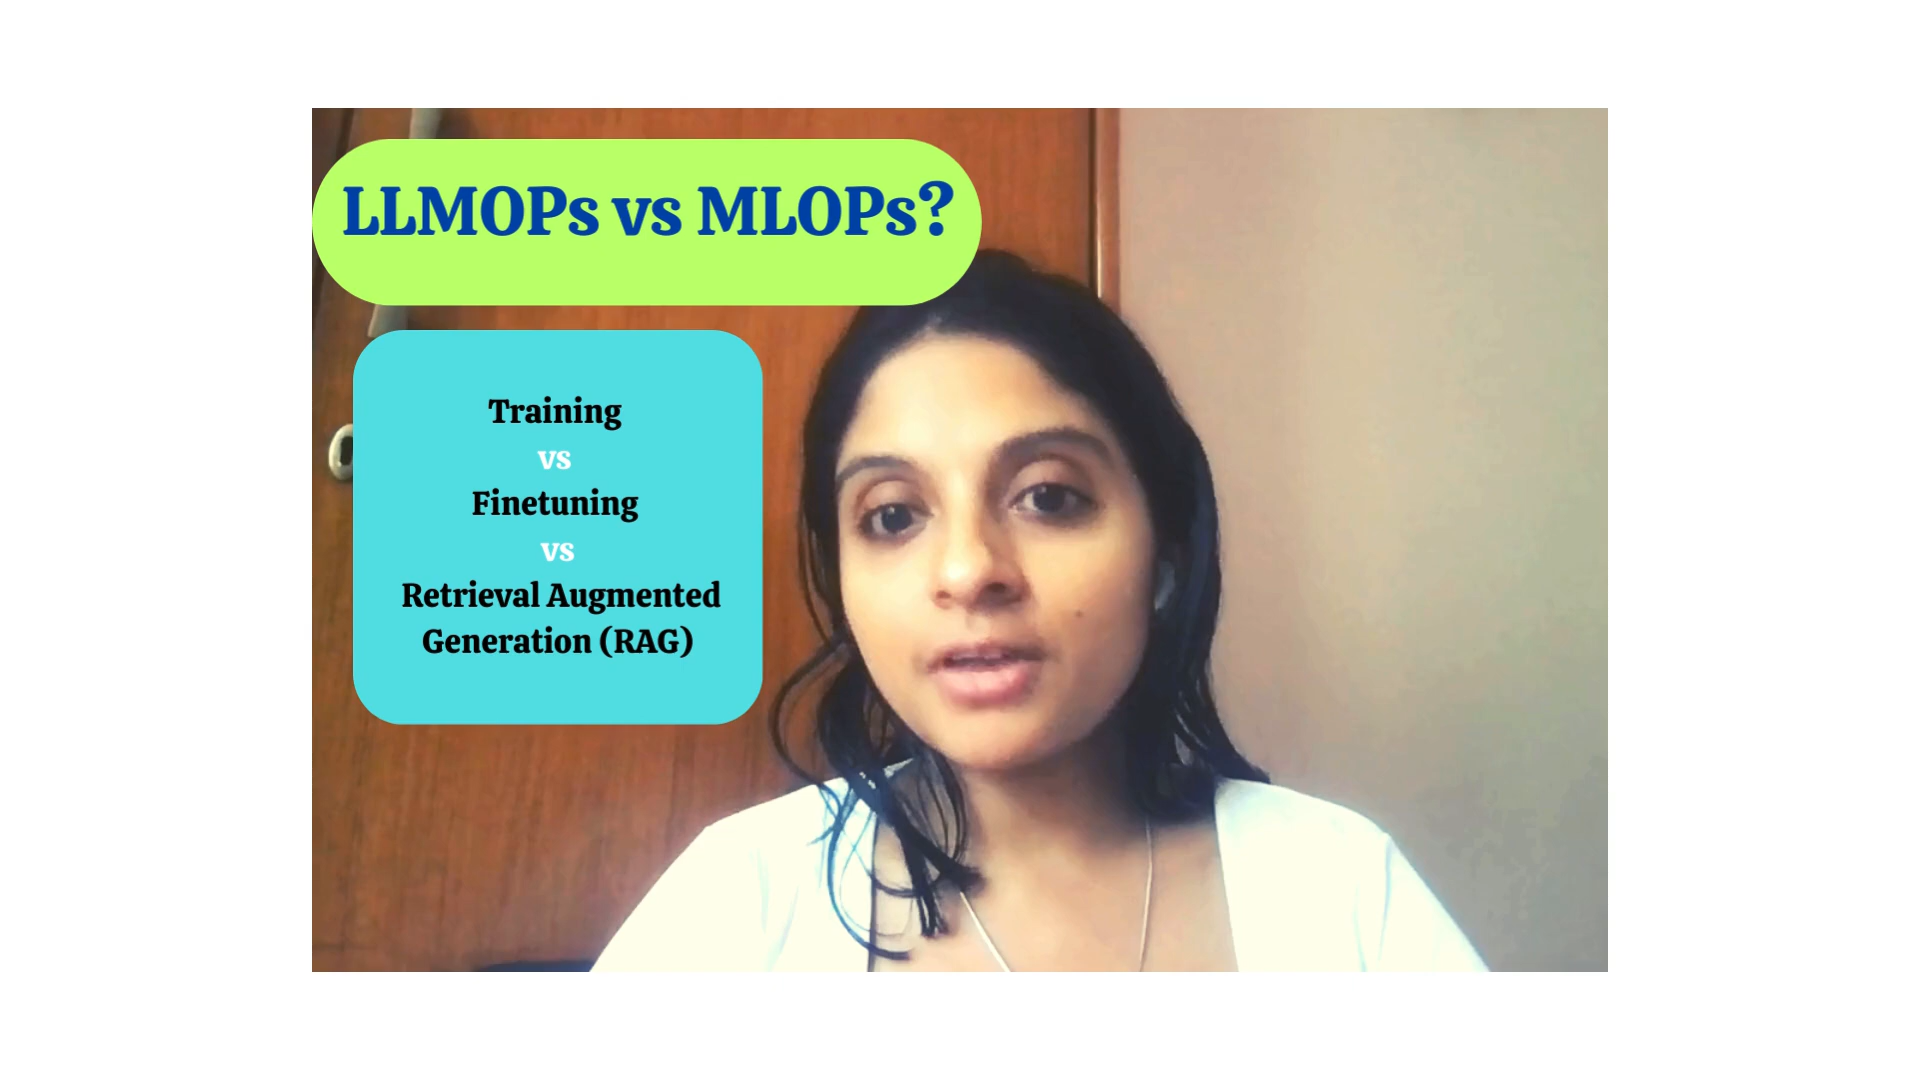 LLMOPs vs MLOPs?
Training
vs
Finetuning
vs
Retrieval Augmented
Generation (RAG)